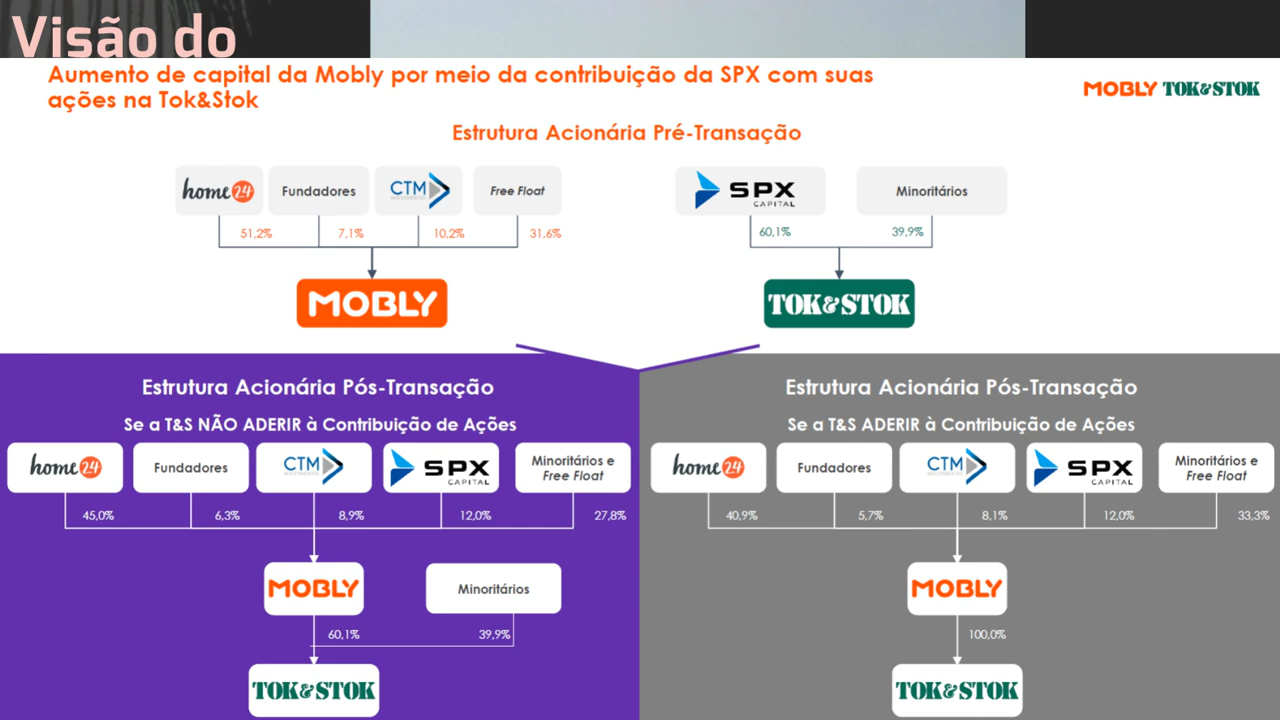 Visão do
Aumento de capital da Mobly por meio da contribuição da SPX com suas
ações na Tok&Stok
MOBLY TOK&STOK
Estrutura Acionária Pré-Transação
home24 Fundadores CTM Free Float SPX CAPITAL Minoritários
51,2% 7,1% 10,2% 31,6% 60,1% 39,9%
MOBLY TOK&STOK
Estrutura Acionária Pós-Transação
Se a T&S NÃO ADERIR à Contribuição de Ações
home24 Fundadores CTM SPX CAPITAL Minoritários e
Free Float
45,0% 6,3% 8,9% 12,0% 27,8%
MOBLY Minoritários
60,1% 39,9%
TOK&STOK
Estrutura Acionária Pós-Transação
Se a T&S ADERIR à Contribuição de Ações
home24 Fundadores CTM SPX CAPITAL Minoritários e
Free Float
40,9% 5,7% 8,1% 12,0% 33,3%
MOBLY
100,0%
TOK&STOK